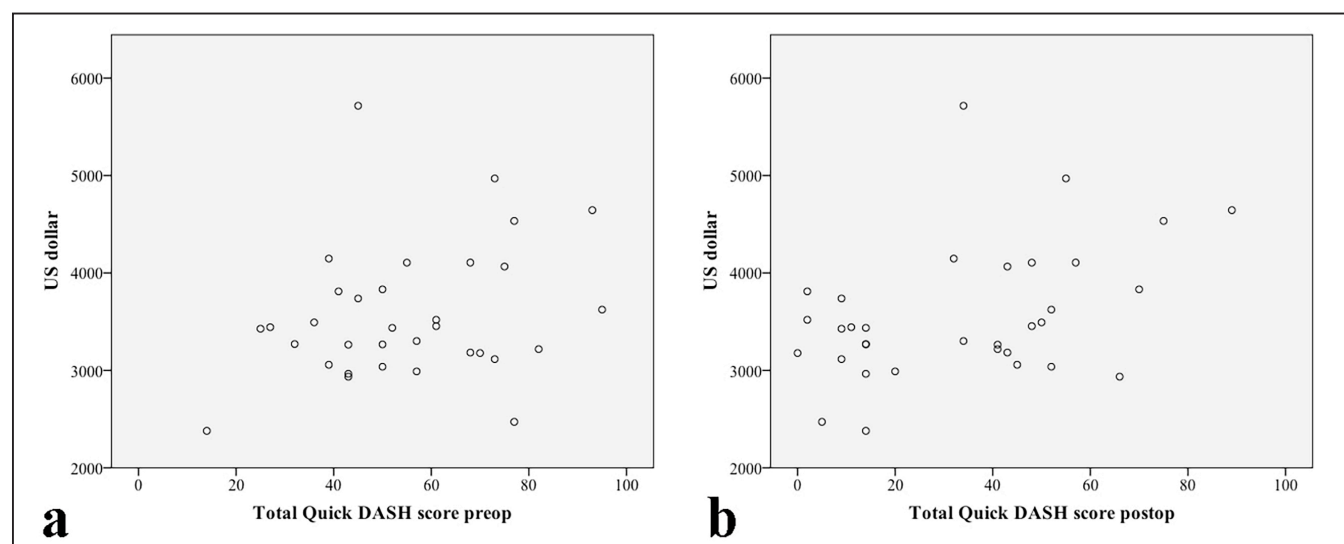 6000
5000
4000
3000
2000
US dollar
0 20 40 60 80 100
Total Quick DASH score preop
a
6000
5000
4000
3000
2000
US dollar
0 20 40 60 80 100
Total Quick DASH score postop
b